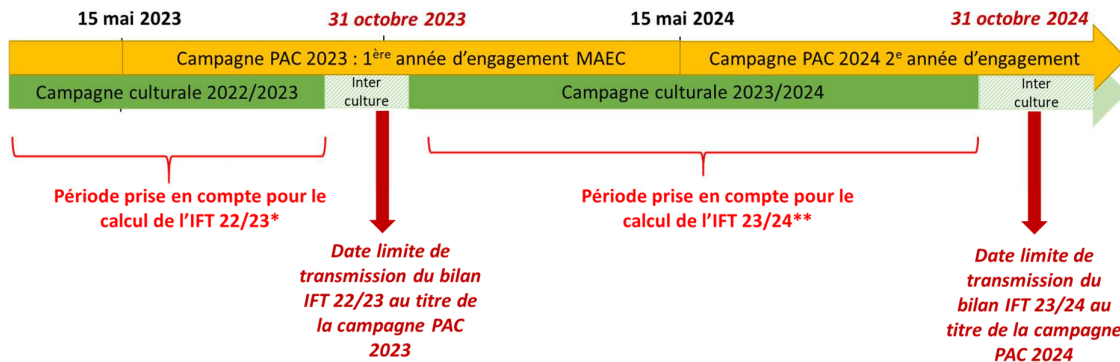 15 mai 2023
31 octobre 2023
15 mai 2024
31 octobre 2024
Campagne PAC 2023 : 1ère année d'engagement MAEC
Campagne PAC 2024 2e année d'engagement
Campagne culturale 2022/2023
Inter
culture
Campagne culturale 2023/2024
Inter
culture
Période prise en compte pour le
calcul de l'IFT 22/23*
Période prise en compte pour le
calcul de l'IFT 23/24**
Date limite de
transmission du bilan
IFT 22/23 au titre de
la campagne PAC
2023
Date limite de
transmission du
bilan IFT 23/24 au
titre de la campagne
PAC 2024